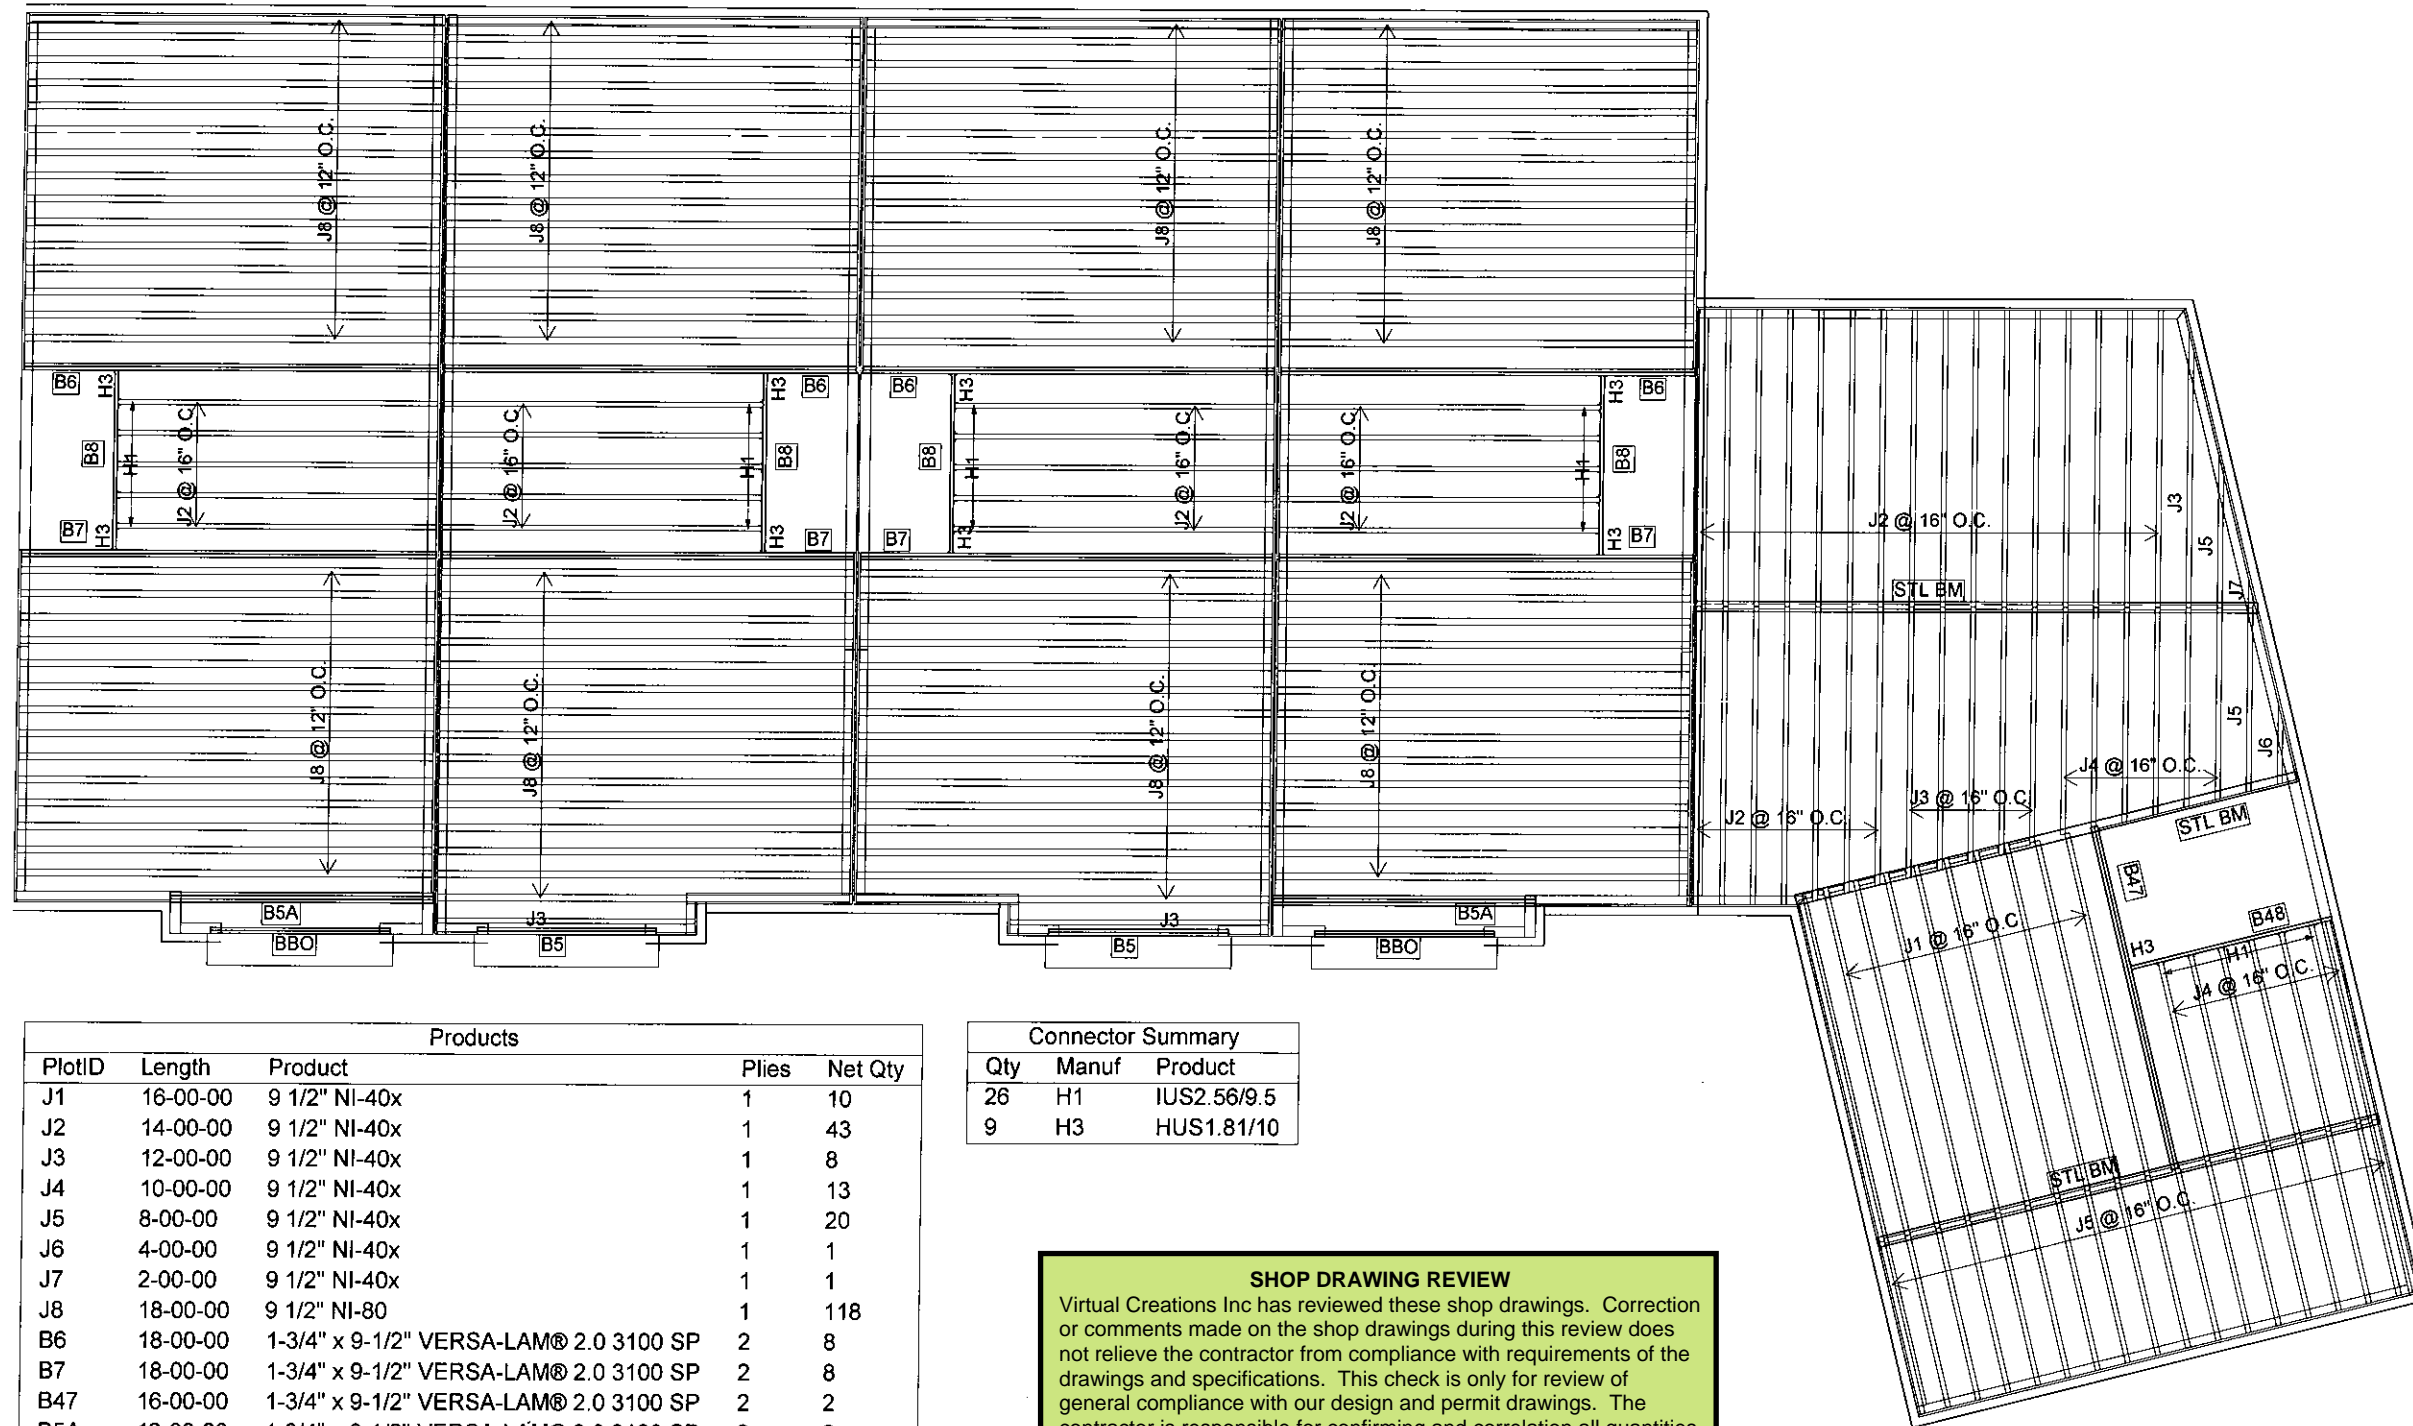 J8 @ 12" O.C.
J8 @ 12" O.C.
J8 @ 12" O.C.
J8 @ 12" O.C.
B6
H3
H3
B6
B6
H3
H3
B6
B8
H1
J2 @ 16" O.C.
J2 @ 16" O.C.
H1
B8
B8
H1
J2 @ 16" O.C.
J2 @ 16" O.C.
H1
B8
B7
H3
H3
B7
B7
H3
H3
B7
J2 @ 16" O.C.
J3
J5
J7
STL BM
J8 @ 12" O.C.
J8 @ 12" O.C.
J8 @ 12" O.C.
J8 @ 12" O.C.
J5
J6
J4 @ 16" O.C.
J3 @ 16" O.C.
J2 @ 16" O.C.
STL BM
B5A
BBO
J3
B5
J3
B5
B5A
BBO
B47
B48
J1 @ 16" O.C.
H3
H1
J4 @ 16" O.C.
STL BM
J5 @ 16" O.C.
Products
PlotID Length Product Plies Net Qty
J1 16-00-00 9 1/2" NI-40x 1 10
J2 14-00-00 9 1/2" NI-40x 1 43
J3 12-00-00 9 1/2" NI-40x 1 8
J4 10-00-00 9 1/2" NI-40x 1 13
J5 8-00-00 9 1/2" NI-40x 1 20
J6 4-00-00 9 1/2" NI-40x 1 1
J7 2-00-00 9 1/2" NI-40x 1 1
J8 18-00-00 9 1/2" NI-80 1 118
B6 18-00-00 1-3/4" x 9-1/2" VERSA-LAM® 2.0 3100 SP 2 8
B7 18-00-00 1-3/4" x 9-1/2" VERSA-LAM® 2.0 3100 SP 2 8
B47 16-00-00 1-3/4" x 9-1/2" VERSA-LAM® 2.0 3100 SP 2 2
Connector Summary
Qty Manuf Product
26 H1 IUS2.56/9.5
9 H3 HUS1.81/10
SHOP DRAWING REVIEW
Virtual Creations Inc has reviewed these shop drawings. Correction
or comments made on the shop drawings during this review does
not relieve the contractor from compliance with requirements of the
drawings and specifications. This check is only for review of
general compliance with our design and permit drawings. The
contractor is responsible for confirming and correlation all quantities